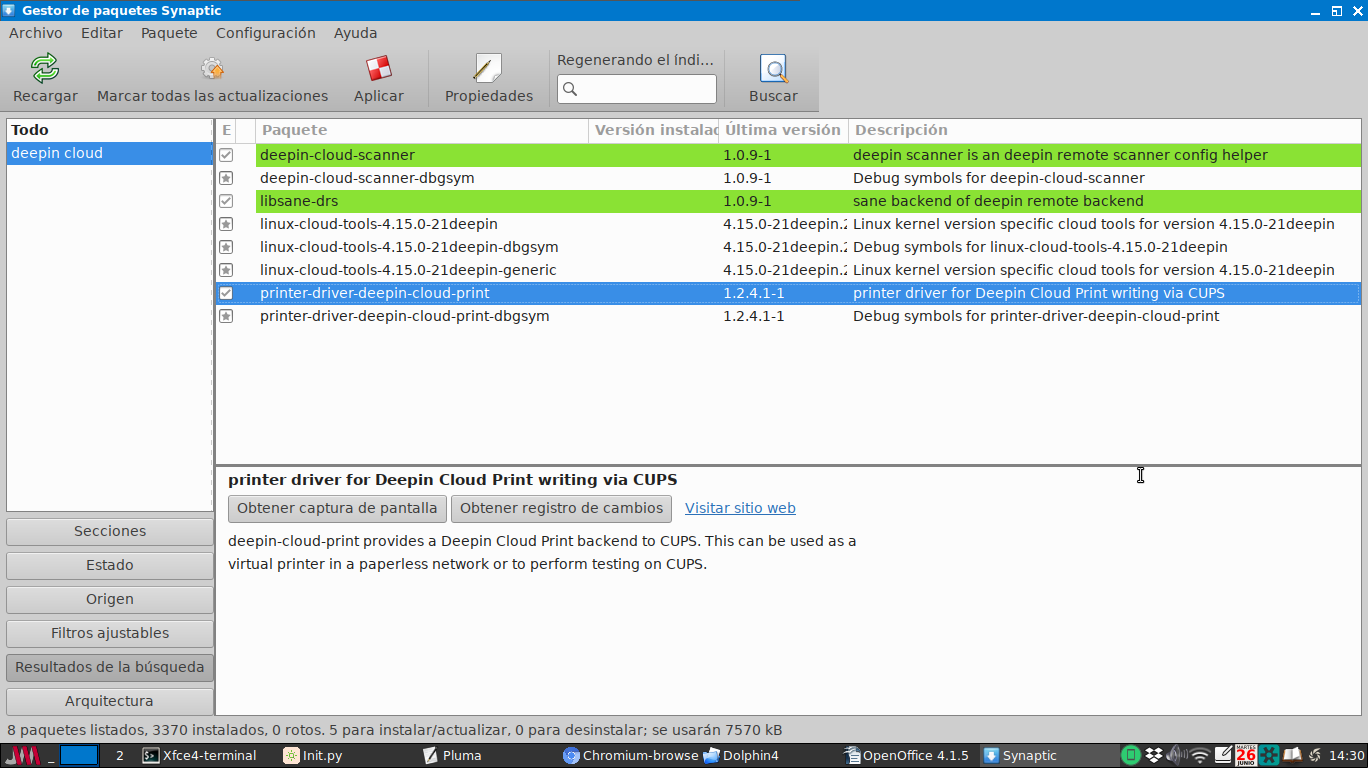 Gestor de paquetes Synaptic
Archivo Editar Paquete Configuración Ayuda
Regenerando el índi...
Recargar Marcar todas las actualizaciones Aplicar Propiedades Buscar
Todo
deepin cloud
E Paquete Versión instalac Última versión Descripción
deepin-cloud-scanner 1.0.9-1 deepin scanner is an deepin remote scanner config helper
deepin-cloud-scanner-dbgsym 1.0.9-1 Debug symbols for deepin-cloud-scanner
libsane-drs 1.0.9-1 sane backend of deepin remote backend
linux-cloud-tools-4.15.0-21deepin 4.15.0-21deepin.2 Linux kernel version specific cloud tools for version 4.15.0-21deepin
linux-cloud-tools-4.15.0-21deepin-dbgsym 4.15.0-21deepin.2 Debug symbols for linux-cloud-tools-4.15.0-21deepin
linux-cloud-tools-4.15.0-21deepin-generic 4.15.0-21deepin.2 Linux kernel version specific cloud tools for version 4.15.0-21deepin
printer-driver-deepin-cloud-print 1.2.4.1-1 printer driver for Deepin Cloud Print writing via CUPS
printer-driver-deepin-cloud-print-dbgsym 1.2.4.1-1 Debug symbols for printer-driver-deepin-cloud-print
printer driver for Deepin Cloud Print writing via CUPS
Obtener captura de pantalla Obtener registro de cambios Visitar sitio web
deepin-cloud-print provides a Deepin Cloud Print backend to CUPS. This can be used as a
virtual printer in a paperless network or to perform testing on CUPS.
Secciones
Estado
Origen
Filtros ajustables
Resultados de la búsqueda
Arquitectura
8 paquetes listados, 3370 instalados, 0 rotos. 5 para instalar/actualizar, 0 para desinstalar; se usarán 7570 kB
2 Xfce4-terminal Init.py Pluma Chromium-browse Dolphin4 OpenOffice 4.1.5 Synaptic MARTES 26 JUNIO 14:30